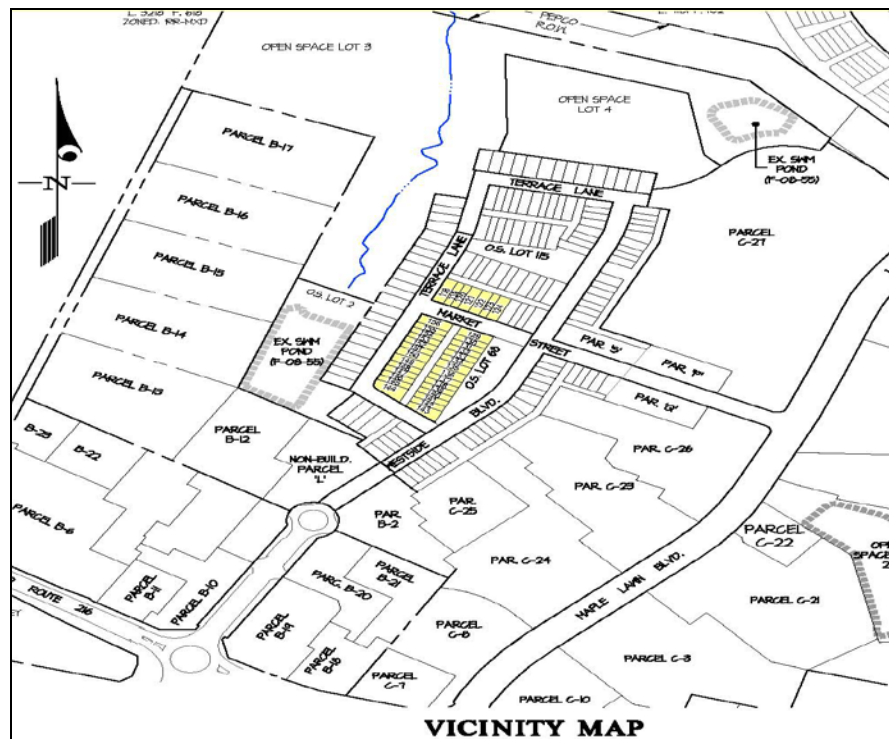 ZONED. RR-MXD
PEPCO
R.O.W.
OPEN SPACE LOT 3
OPEN SPACE
LOT 4
EX. SWM
POND
(F-08-55)
PARCEL B-17
PARCEL B-16
PARCEL B-15
PARCEL B-14
PARCEL B-13
N
TERRACE LANE
O.S. LOT 115
TERRACE LANE
PARCEL
C-27
O.S. LOT 2
EX. SWM
POND
(F-08-55)
MARKET
STREET
O.S. LOT 68
PAR. 'S'
PAR. 'P'
PAR. 'Q'
WESTSIDE
BLVD.
B-23
B-22
PARCEL
B-12
NON-BUILD.
PARCEL
'L'
PAR. C-26
PAR. C-23
PAR.
C-25
PAR.
B-2
PAR. C-24
PARCEL B-6
PARCEL
B-11
PARCEL B-10
ROUTE 216
PARCEL
B-21
PARC. B-20
PARCEL
B-19
PARCEL
B-18
PARCEL
C-8
PARCEL
C-7
MAPLE LAWN BLVD.
PARCEL
C-22
PARCEL C-21
PARCEL C-3
PARCEL C-10
VICINITY MAP